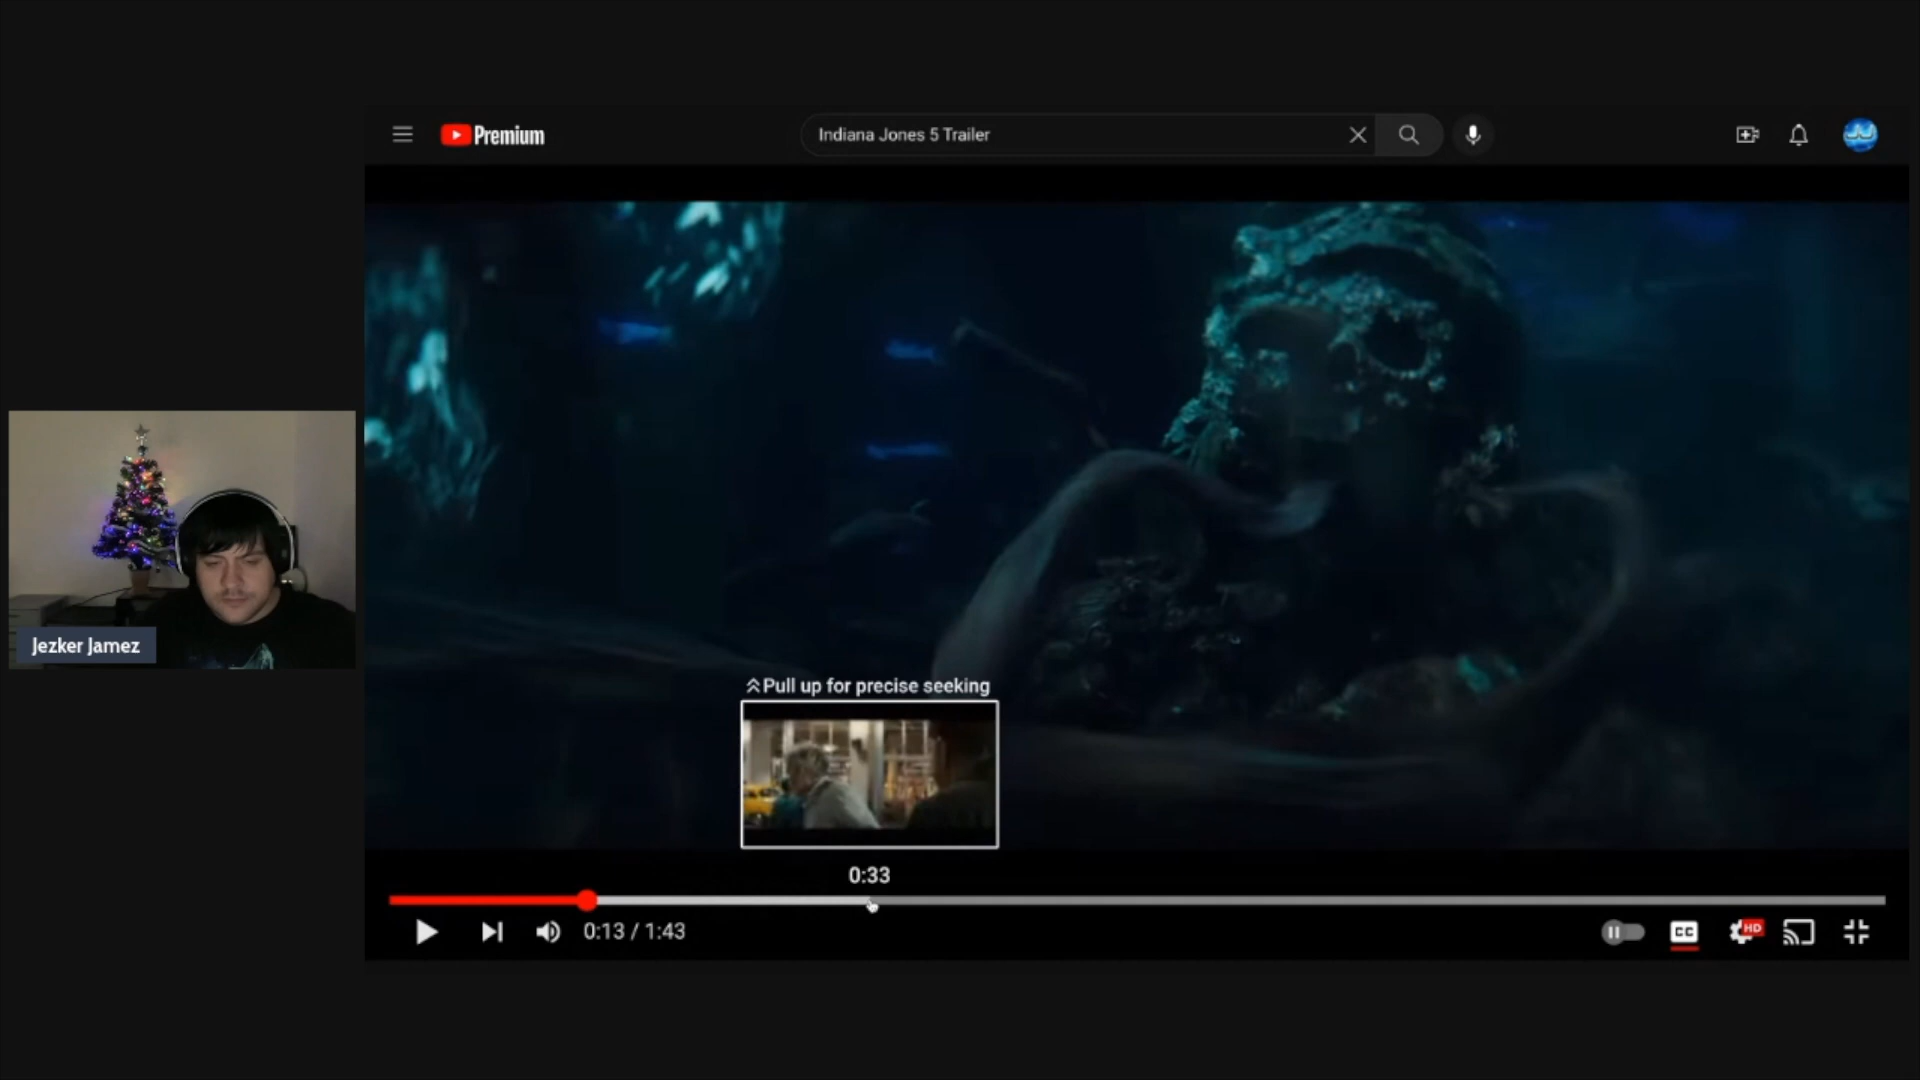 Premium
Indiana Jones 5 Trailer
Jezker Jamez
Pull up for precise seeking
0:33
0:13 / 1:43
CC
HD